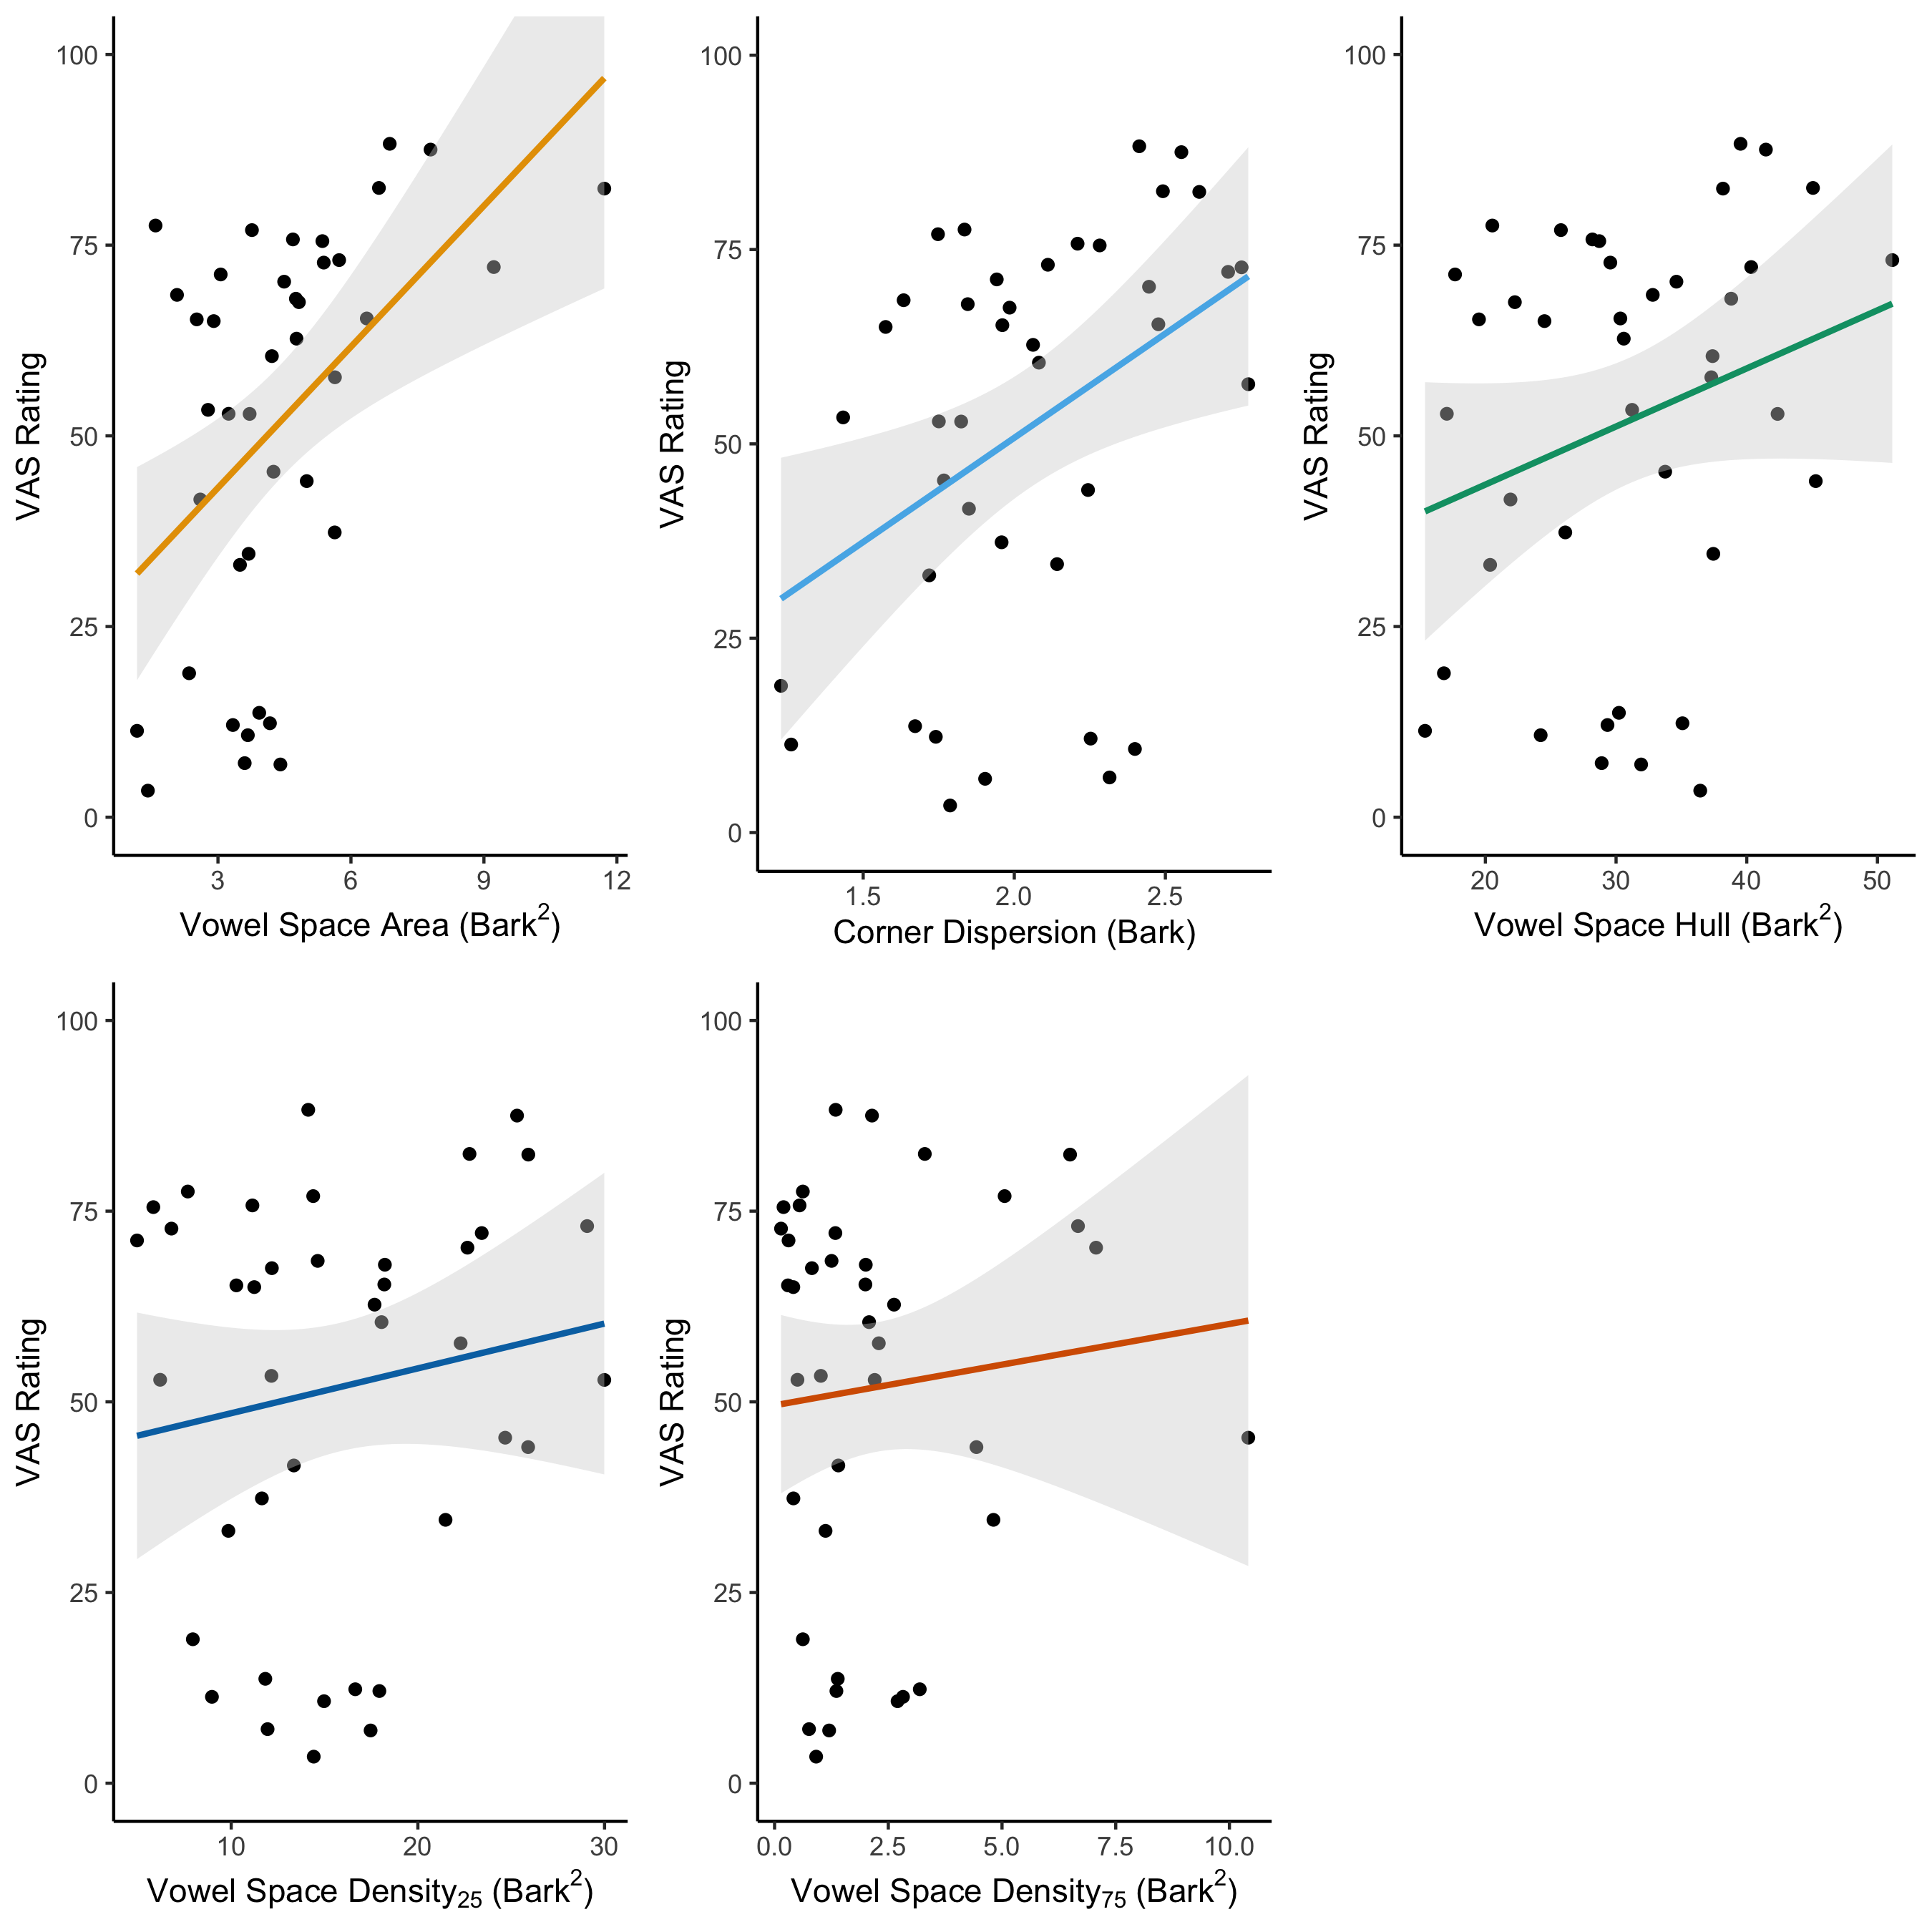 100
75
50
25
0
VAS Rating
3 6 9 12
Vowel Space Area (Bark²)
100
75
50
25
0
VAS Rating
1.5 2.0 2.5
Corner Dispersion (Bark)
100
75
50
25
0
VAS Rating
20 30 40 50
Vowel Space Hull (Bark²)
100
75
50
25
0
VAS Rating
10 20 30
Vowel Space Density₂₅ (Bark²)
100
75
50
25
0
VAS Rating
0.0 2.5 5.0 7.5 10.0
Vowel Space Density₇₅ (Bark²)